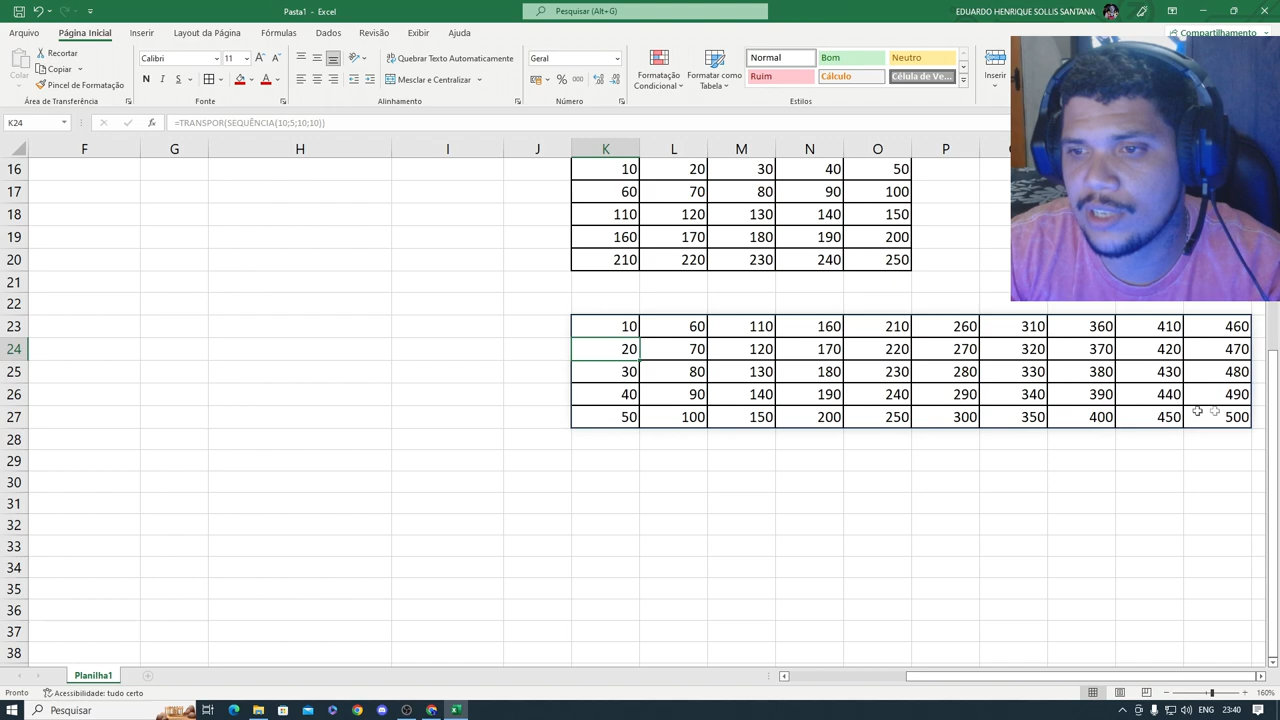 Pasta1 - Excel
Pesquisar (Alt+G)
EDUARDO HENRIQUE SOLLIS SANTANA
Arquivo Página Inicial Inserir Layout da Página Fórmulas Dados Revisão Exibir Ajuda
Compartilhamento
Colar
Recortar
Copiar
Pincel de Formatação
Área de Transferência
Calibri 11
N I S
Fonte
Quebrar Texto Automaticamente
Mesclar e Centralizar
Alinhamento
Geral
Número
Formatação Condicional
Formatar como Tabela
Normal Bom Neutro
Ruim Cálculo Célula de Ve...
Estilos
Inserir
K24 =TRANSPOR(SEQUÊNCIA(10;5;10;10))
F G H I J K L M N O P
16 10 20 30 40 50
17 60 70 80 90 100
18 110 120 130 140 150
19 160 170 180 190 200
20 210 220 230 240 250
21
22
23 10 60 110 160 210 260 310 360 410 460
24 20 70 120 170 220 270 320 370 420 470
25 30 80 130 180 230 280 330 380 430 480
26 40 90 140 190 240 290 340 390 440 490
27 50 100 150 200 250 300 350 400 450 500
28
29
30
31
32
33
34
35
36
37
38
Planilha1
Pronto Acessibilidade: tudo certo 160%
Pesquisar ENG 23:40